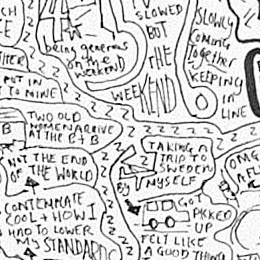 being generous
on the
weekend
SLOWED
BUT
THE
WEEKEND
SLOWLY
coming
together
KEEPING
IN
LINE
PUT IN
TO MINE
B
TWO OLD
WOMEN ARRIVE
AT THE B+B
NOT THE END
OF THE WORLD
TAKING A
TRIP TO
SWEDEN
BY MYSELF
OMG
CONTEMPLATE
COOL + HOW I
HAD TO LOWER
MY STANDARDS
GOT
PICKED
UP
FELT LIKE
A GOOD THING